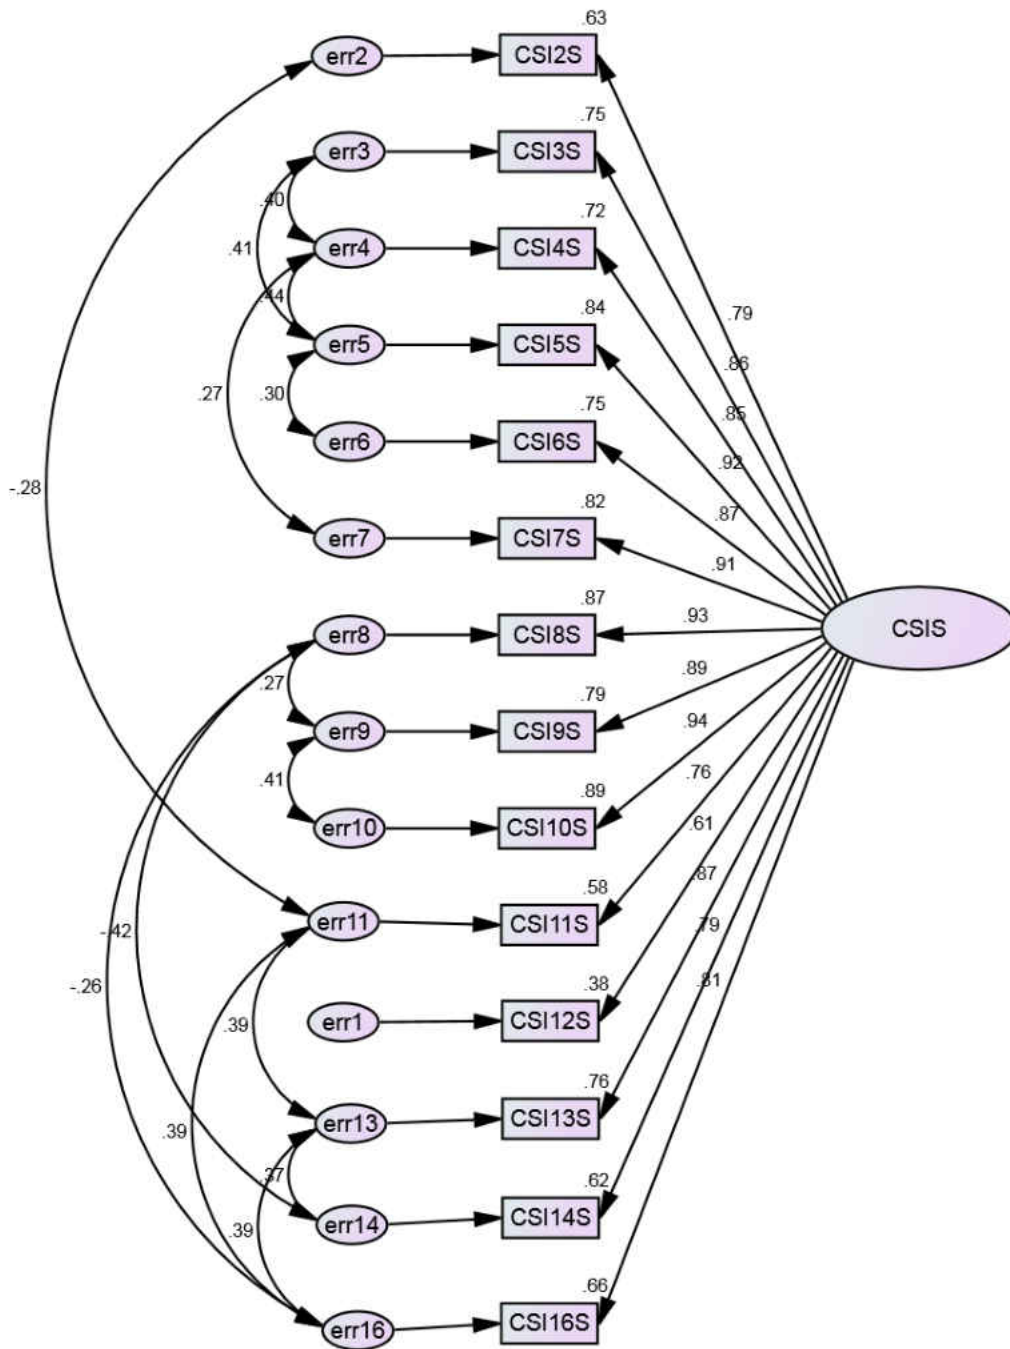 .63
err2 CSI2S
.75
err3 CSI3S
.40
.72
err4 CSI4S
.41
.44
.84
err5 CSI5S
.79
.86
.85
.92
.27
.30
.75
err6 CSI6S
.87
-.28
.82
err7 CSI7S
.91
.87
err8 CSI8S
.93
CSIS
.27
.89
.79
err9 CSI9S
.94
.41
.76
.89
err10 CSI10S
.61
.58
err11 CSI11S
.87
-.42
.79
-.26
.81
.38
err1 CSI12S
.39
.76
err13 CSI13S
.39
.37
.62
err14 CSI14S
.39
.66
err16 CSI16S